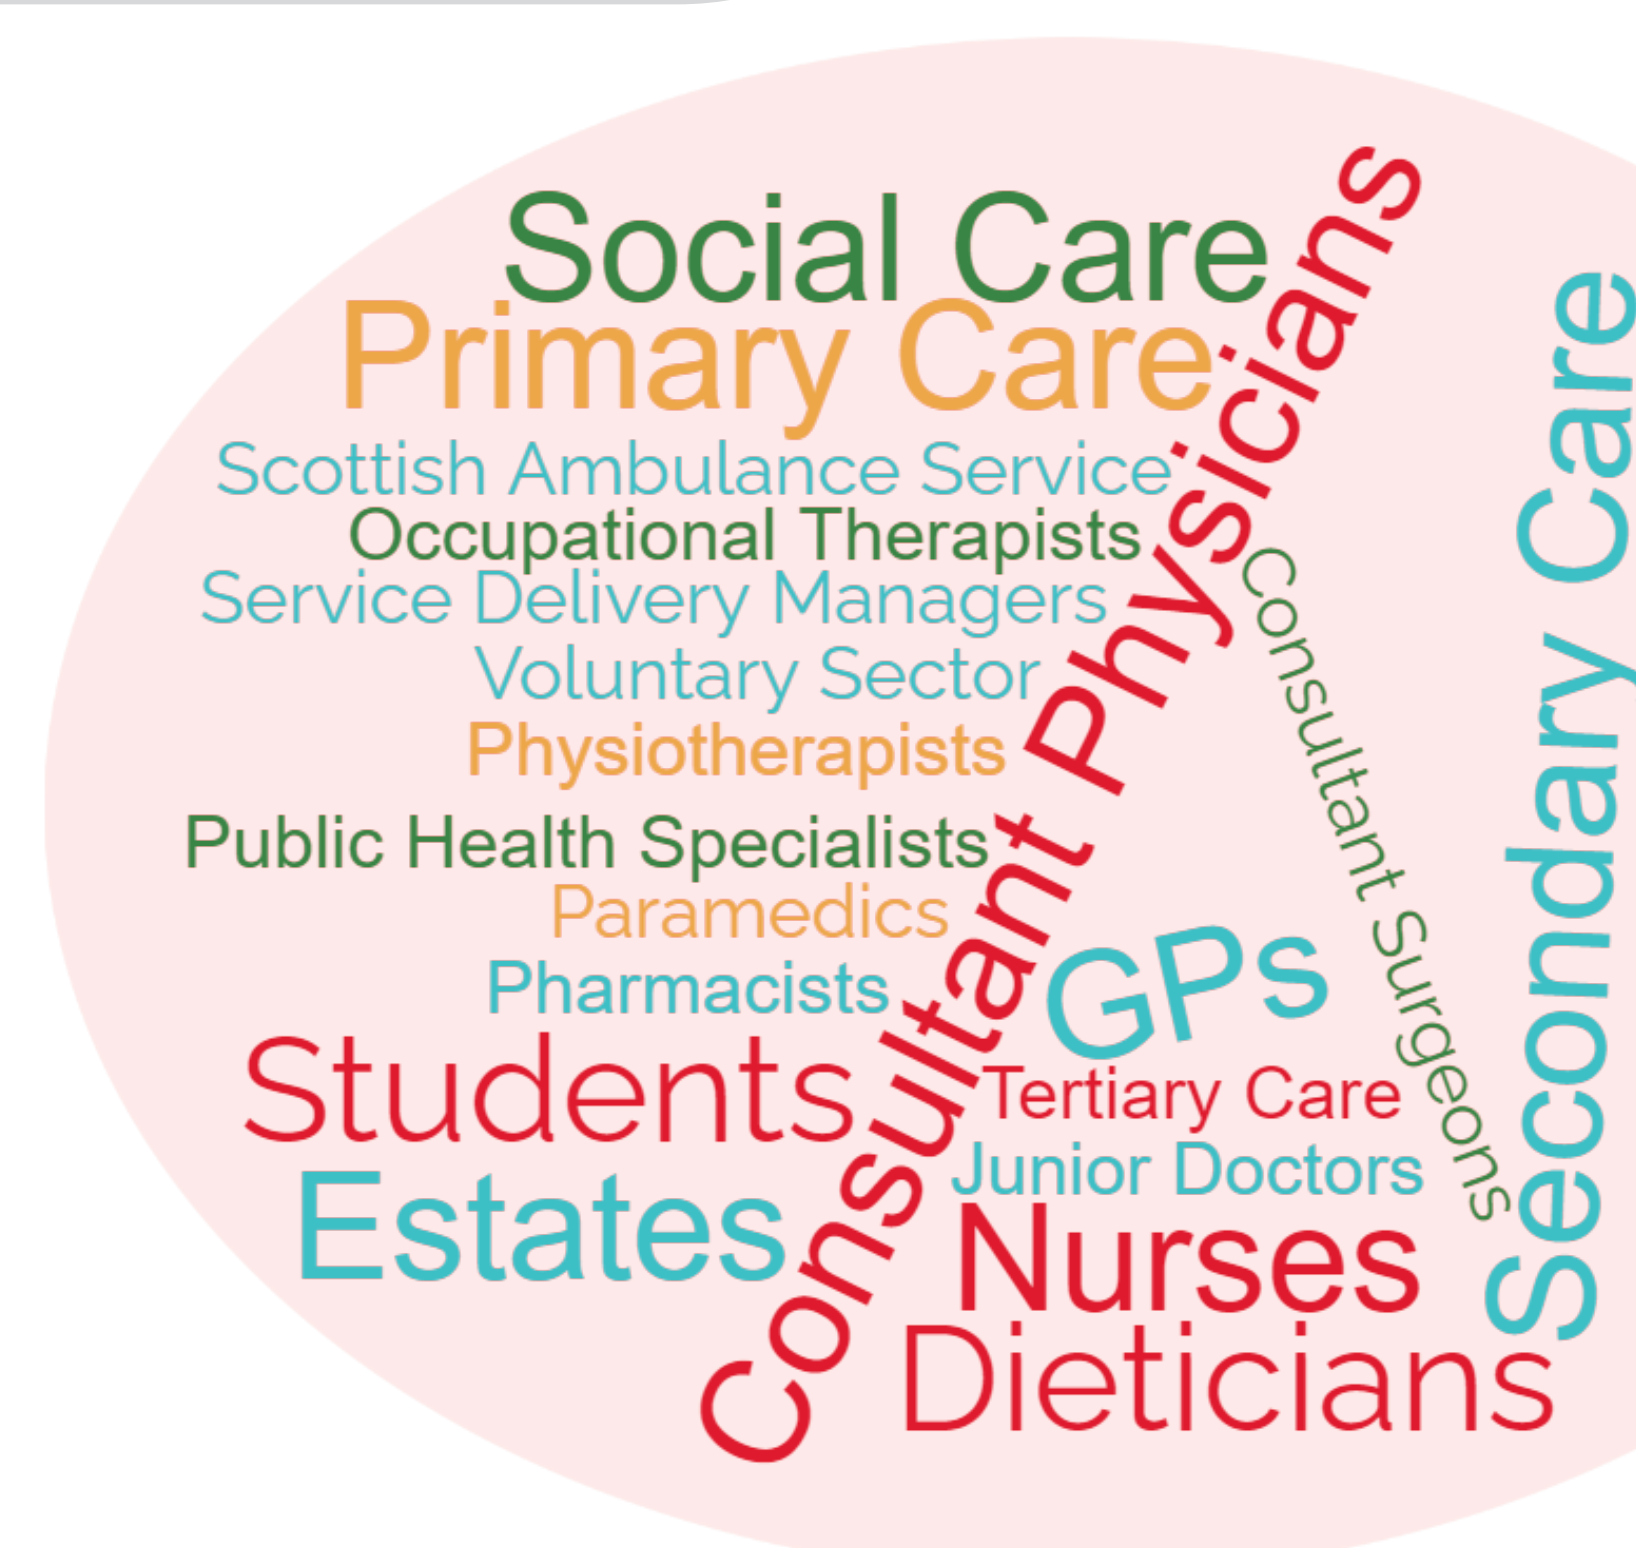 Social Care
Primary Care
Scottish Ambulance Service
Occupational Therapists
Service Delivery Managers
Voluntary Sector
Physiotherapists
Public Health Specialists
Paramedics
Pharmacists
Students
Estates
Consultant Physicians
Consultant Surgeons
GPs
Tertiary Care
Junior Doctors
Nurses
Dieticians
Secondary Care